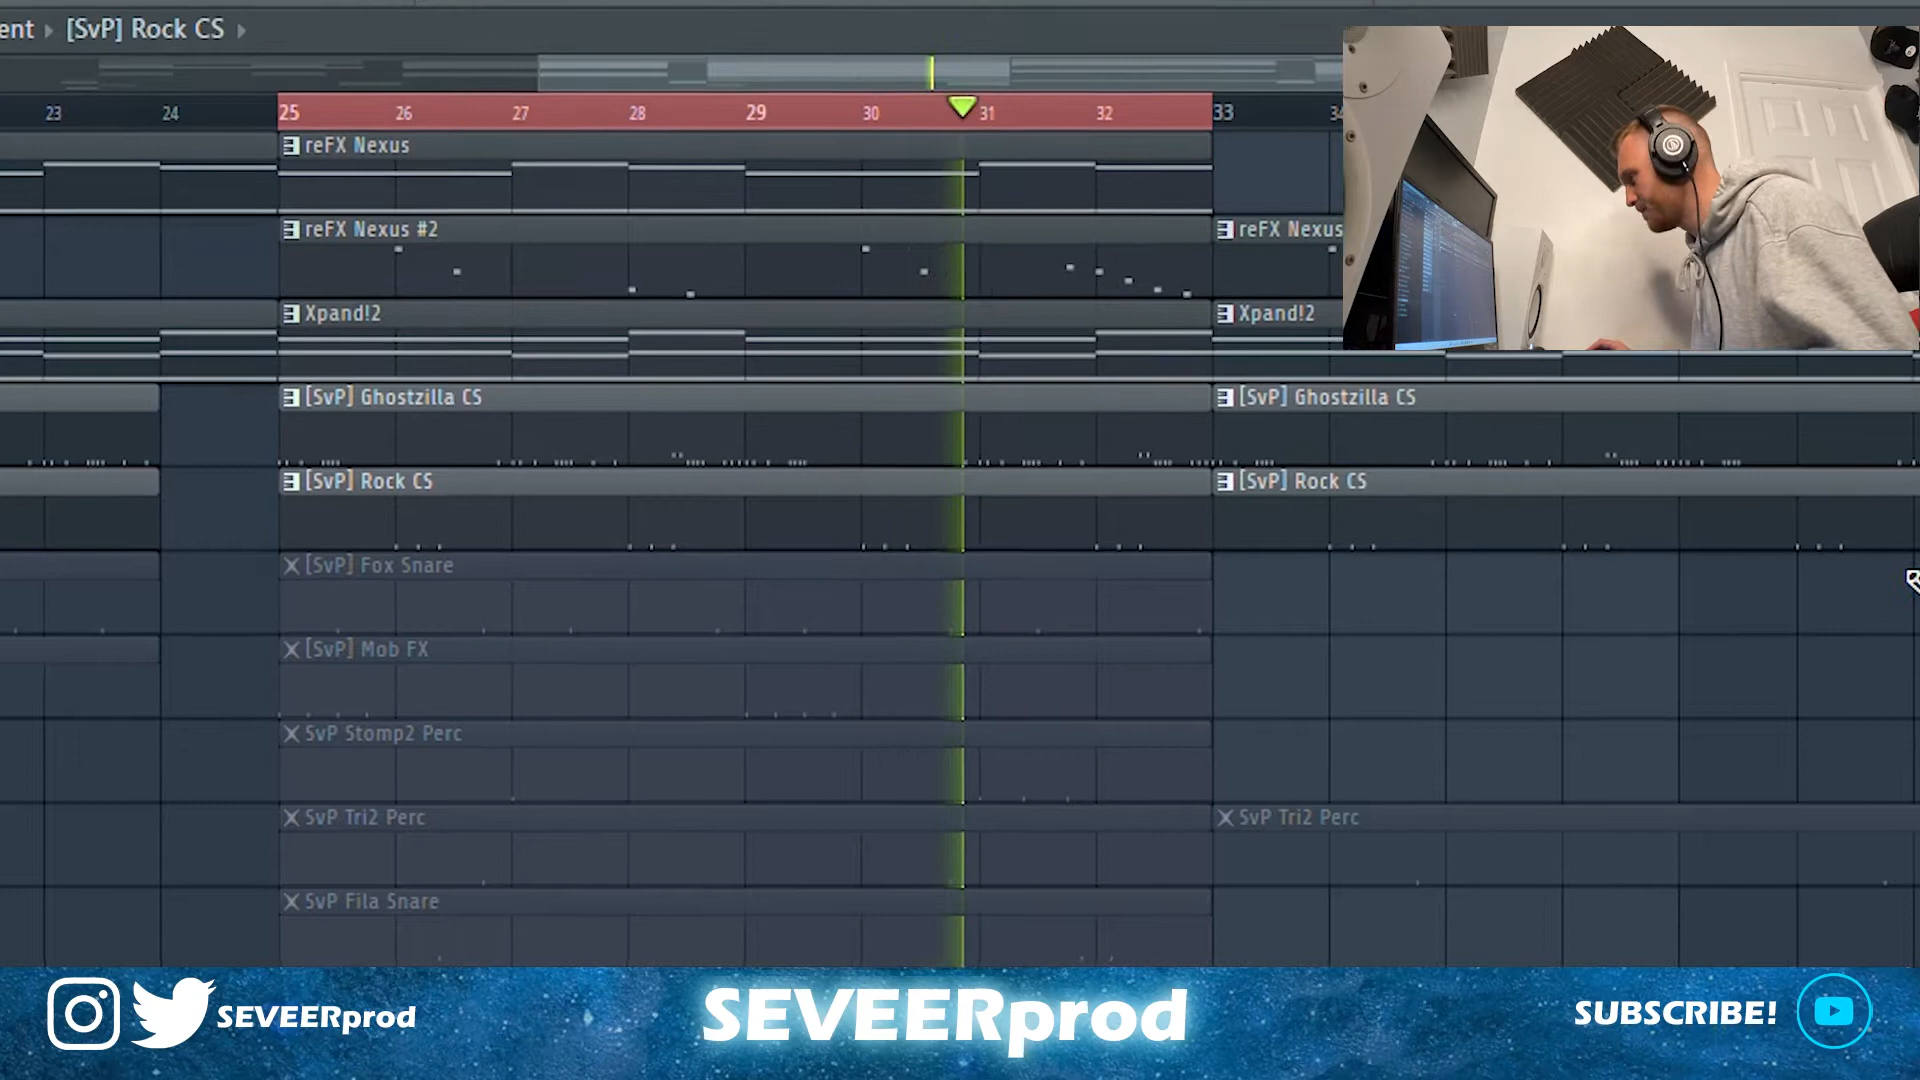 ent ▸ [SvP] Rock CS ▸
23 24 25 26 27 28 29 30 31 32 33 34
reFX Nexus
reFX Nexus #2
reFX Nexus
Xpand!2
Xpand!2
[SvP] Ghostzilla CS
[SvP] Ghostzilla CS
[SvP] Rock CS
[SvP] Rock CS
[SvP] Fox Snare
[SvP] Mob FX
SvP Stomp2 Perc
SvP Tri2 Perc
SvP Tri2 Perc
SvP Fila Snare
SEVEERprod
SEVEERprod
SUBSCRIBE!